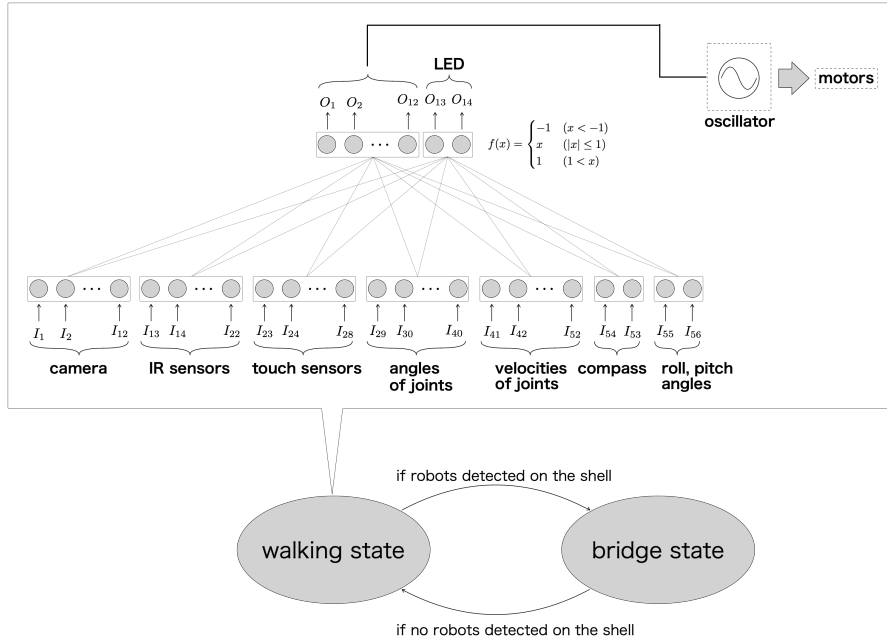 LED
O1 O2 O12 O13 O14
...
f(x) = { −1 (x < −1)
x (|x| ≤ 1)
1 (1 < x)
oscillator
motors
... ... ... ... ...
I1 I2 I12 I13 I14 I22 I23 I24 I28 I29 I30 I40 I41 I42 I52 I54 I53 I55 I56
camera
IR sensors
touch sensors
angles
of joints
velocities
of joints
compass
roll, pitch
angles
if robots detected on the shell
walking state
bridge state
if no robots detected on the shell